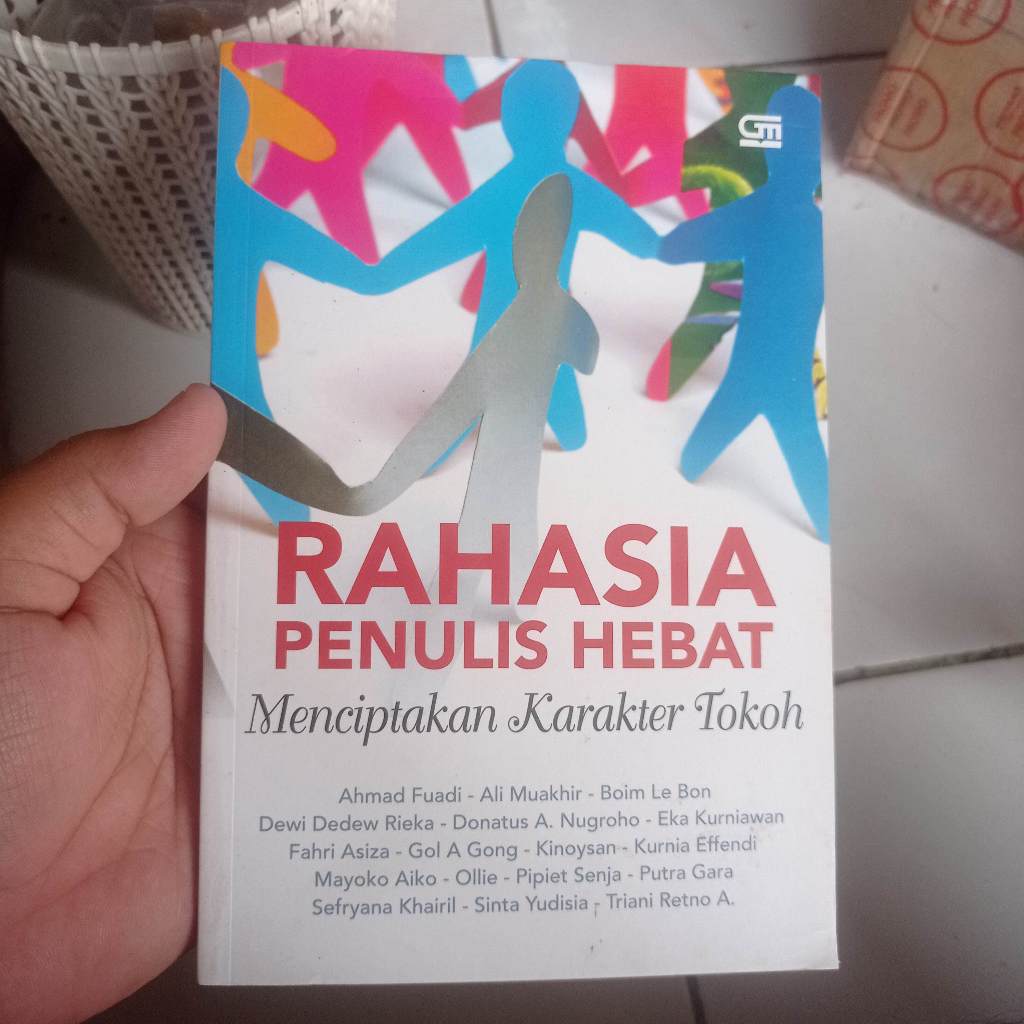 RAHASIA
PENULIS HEBAT
Menciptakan Karakter Tokoh
Ahmad Fuadi - Ali Muakhir - Boim Le Bon
Dewi Dedew Rieka - Donatus A. Nugroho - Eka Kurniawan
Fahri Asiza - Gol A Gong - Kinoysan - Kurnia Effendi
Mayoko Aiko - Ollie - Pipiet Senja - Putra Gara
Sefryana Khairil - Sinta Yudisia - Triani Retno A.